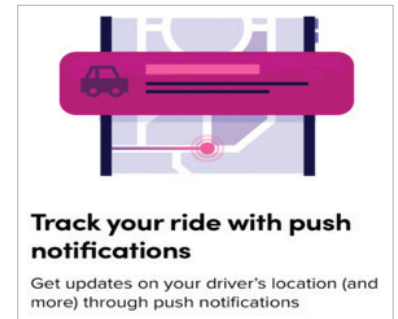 Track your ride with push
notifications
Get updates on your driver's location (and
more) through push notifications